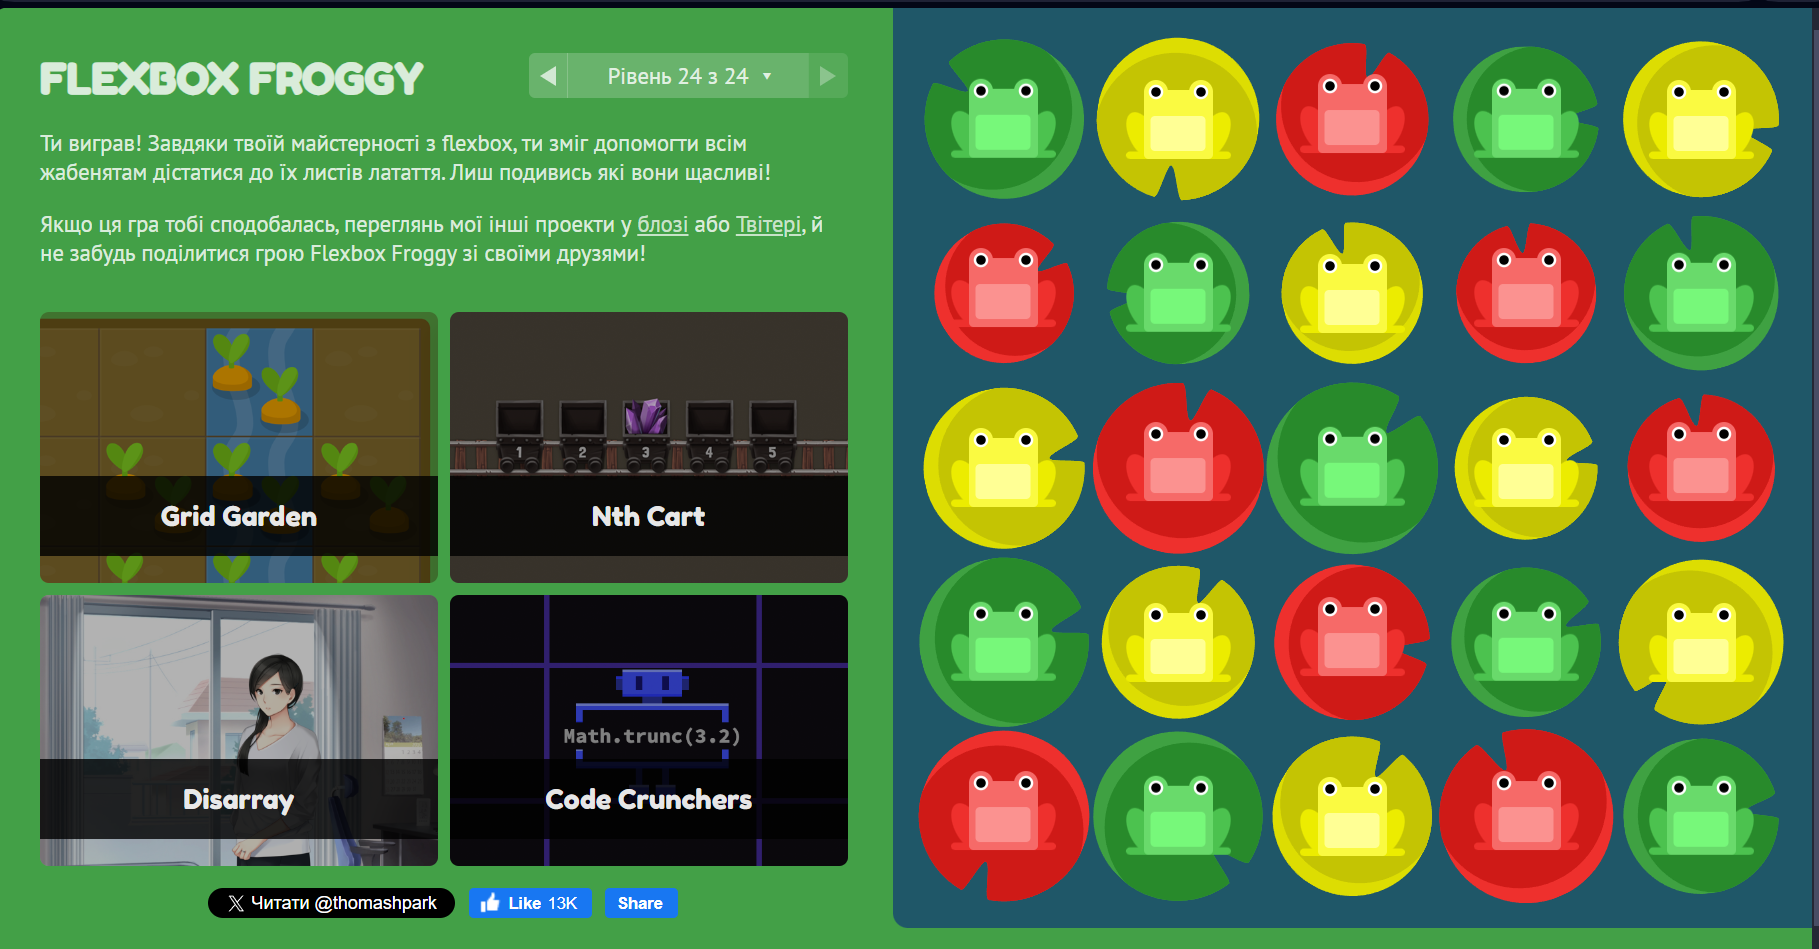 FLEXBOX FROGGY
Рівень 24 з 24
Ти виграв! Завдяки твоїй майстерності з flexbox, ти зміг допомогти всім
жабенятам дістатися до їх листів латаття. Лиш подивись які вони щасливі!
Якщо ця гра тобі сподобалась, переглянь мої інші проекти у блозі або Твітері, й
не забудь поділитися грою Flexbox Froggy зі своїми друзями!
Grid Garden
1 2 3 4 5
Nth Cart
Disarray
Math.trunc(3.2)
Code Crunchers
Читати @thomashpark
Like 13K
Share